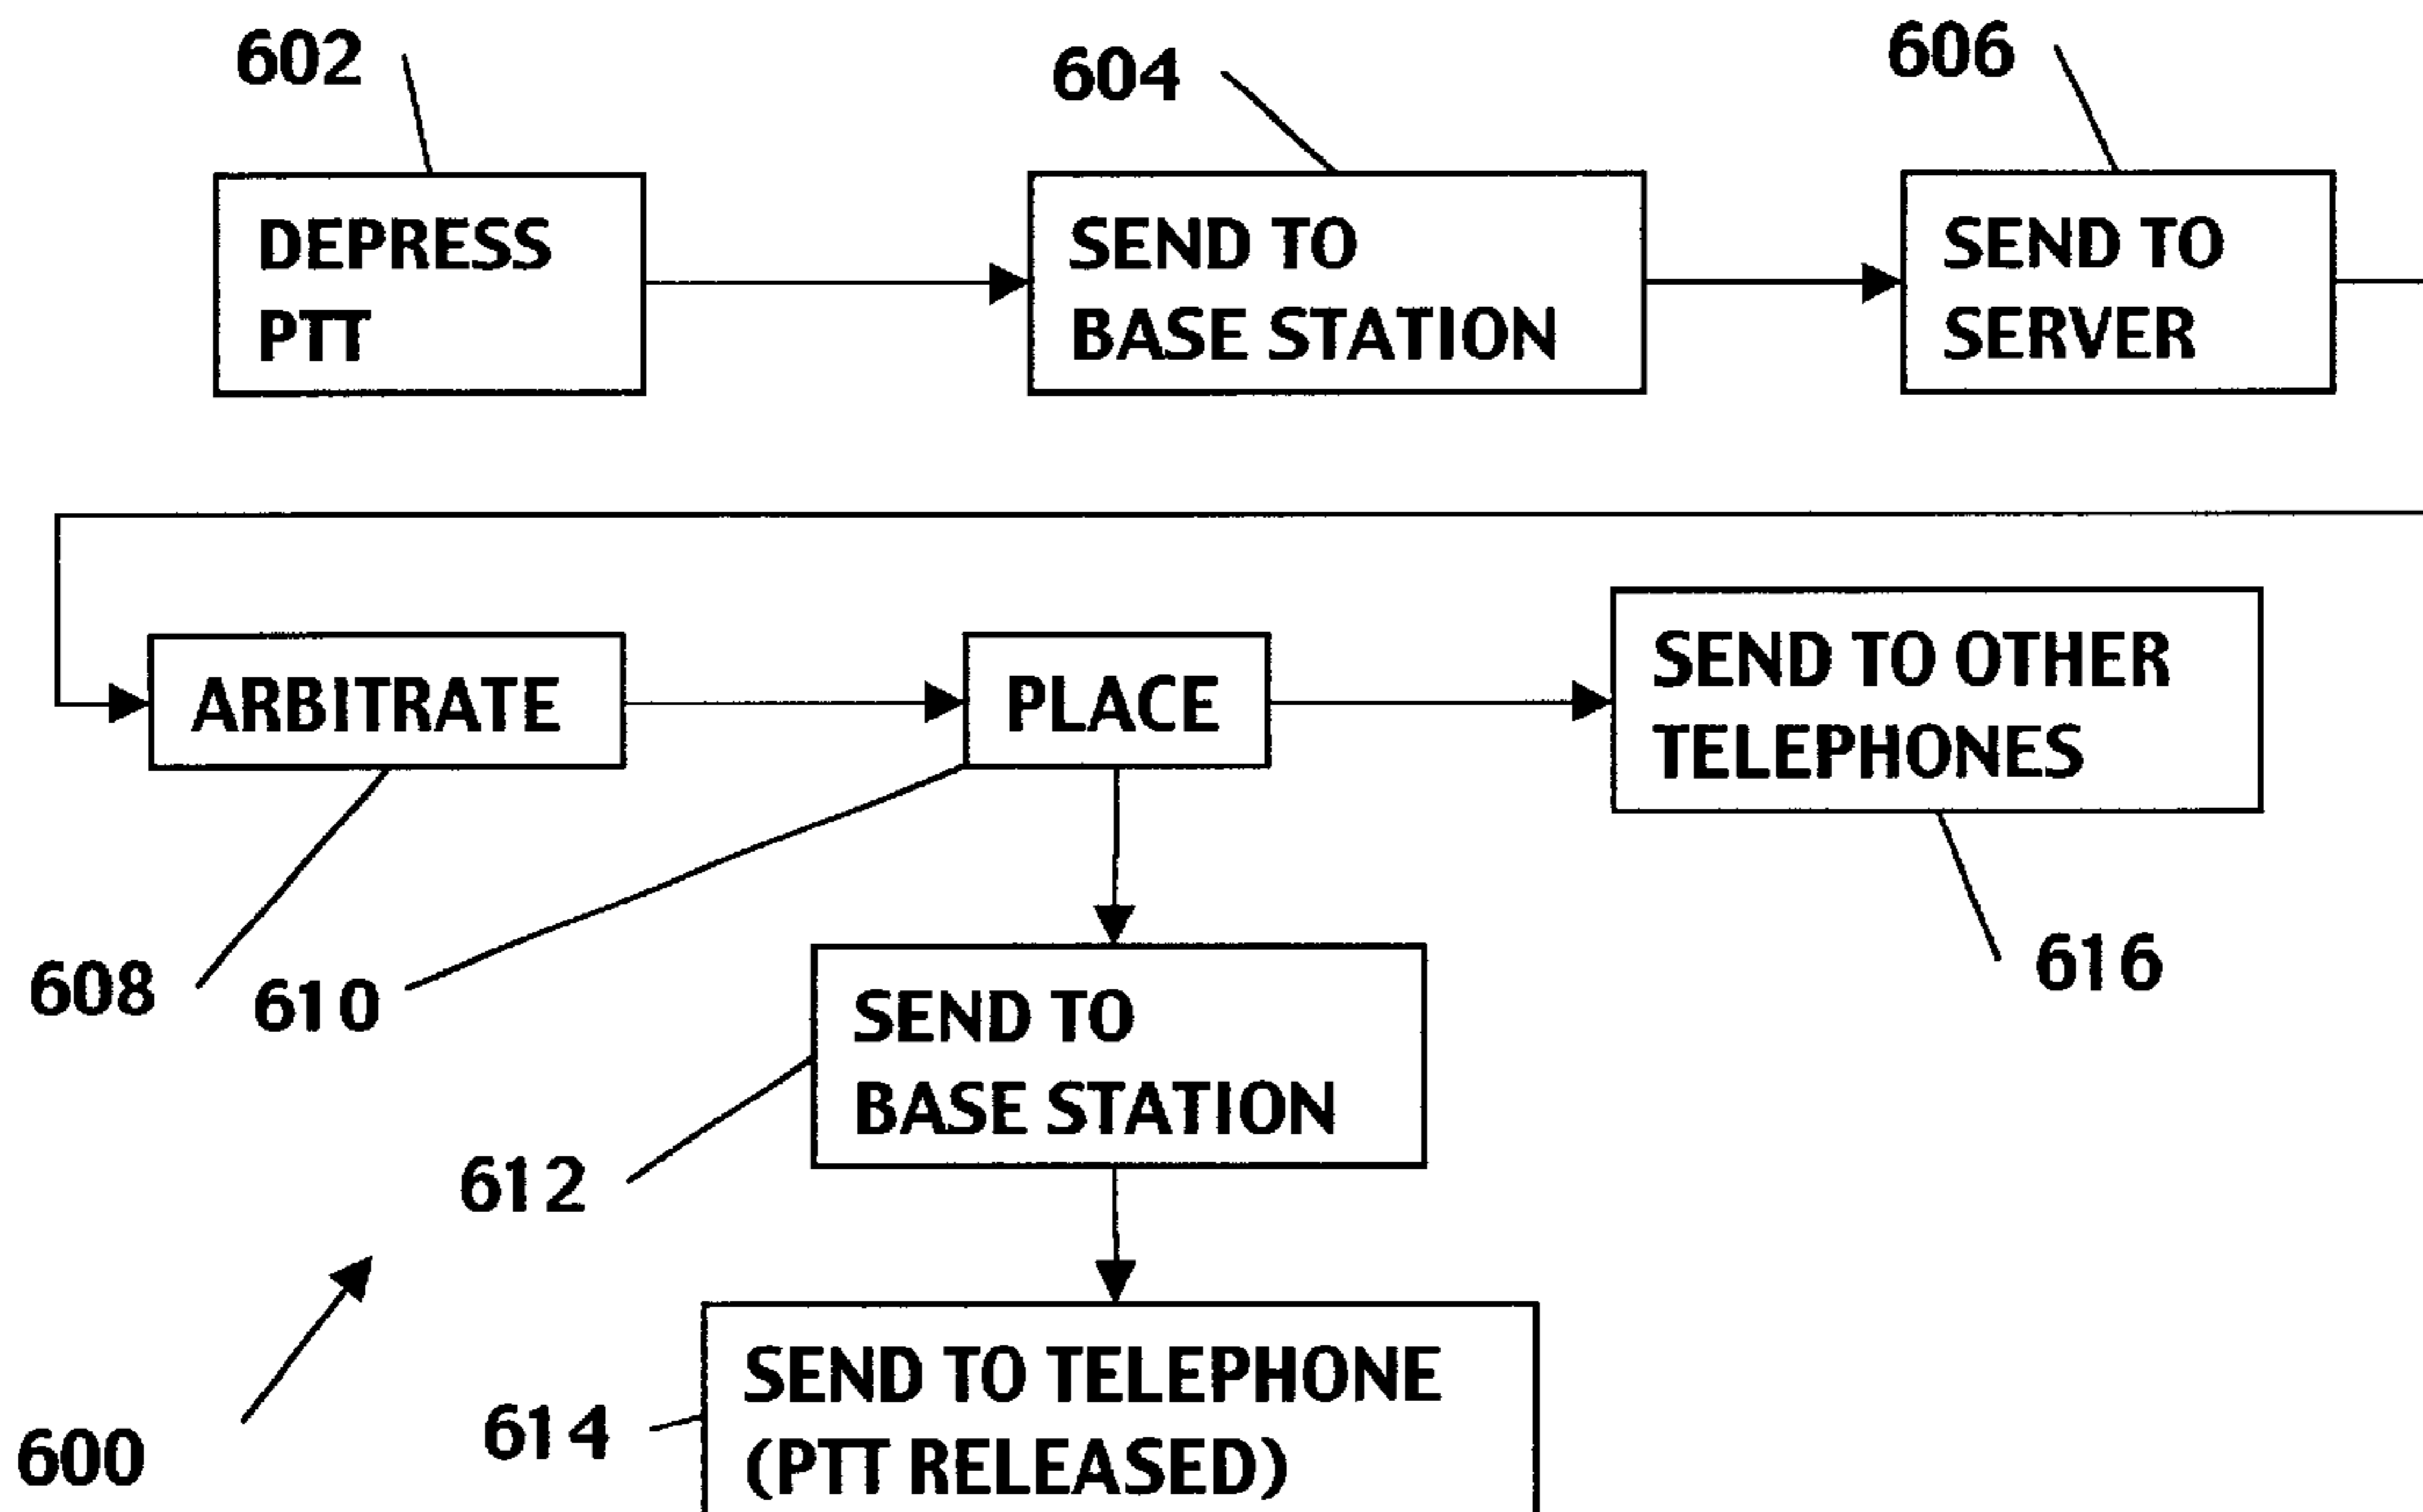 602
604
606
DEPRESS
PTT
SEND TO
BASE STATION
SEND TO
SERVER
ARBITRATE
PLACE
SEND TO OTHER
TELEPHONES
608
610
616
SEND TO
BASE STATION
612
SEND TO TELEPHONE
(PTT RELEASED)
614
600